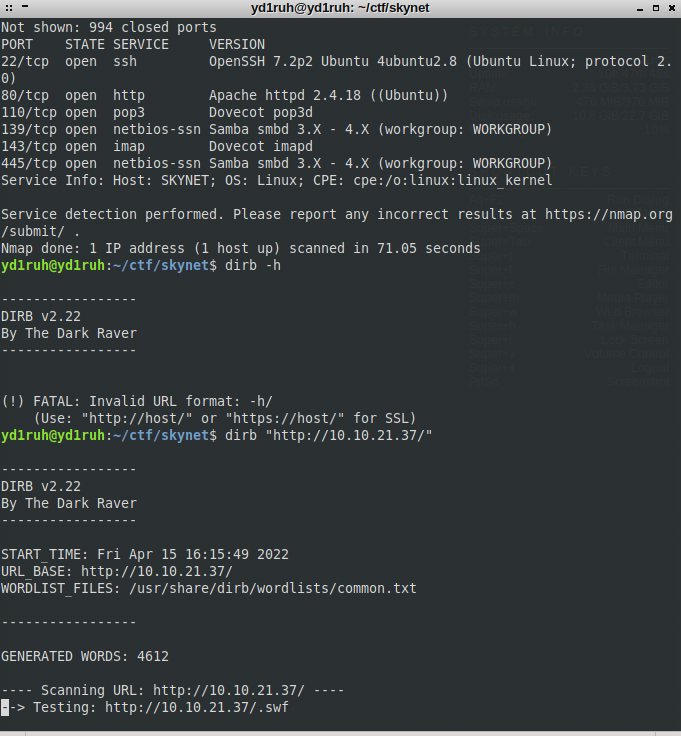 yd1ruh@yd1ruh: ~/ctf/skynet
Not shown: 994 closed ports
PORT    STATE SERVICE     VERSION
22/tcp  open  ssh         OpenSSH 7.2p2 Ubuntu 4ubuntu2.8 (Ubuntu Linux; protocol 2.
0)
80/tcp  open  http        Apache httpd 2.4.18 ((Ubuntu))
110/tcp open  pop3        Dovecot pop3d
139/tcp open  netbios-ssn Samba smbd 3.X - 4.X (workgroup: WORKGROUP)
143/tcp open  imap        Dovecot imapd
445/tcp open  netbios-ssn Samba smbd 3.X - 4.X (workgroup: WORKGROUP)
Service Info: Host: SKYNET; OS: Linux; CPE: cpe:/o:linux:linux_kernel
Service detection performed. Please report any incorrect results at https://nmap.org
/submit/ .
Nmap done: 1 IP address (1 host up) scanned in 71.05 seconds
yd1ruh@yd1ruh:~/ctf/skynet$ dirb -h
-----------------
DIRB v2.22
By The Dark Raver
-----------------
(!) FATAL: Invalid URL format: -h/
    (Use: "http://host/" or "https://host/" for SSL)
yd1ruh@yd1ruh:~/ctf/skynet$ dirb "http://10.10.21.37/"
-----------------
DIRB v2.22
By The Dark Raver
-----------------
START_TIME: Fri Apr 15 16:15:49 2022
URL_BASE: http://10.10.21.37/
WORDLIST_FILES: /usr/share/dirb/wordlists/common.txt
-----------------
GENERATED WORDS: 4612
---- Scanning URL: http://10.10.21.37/ ----
--> Testing: http://10.10.21.37/.swf